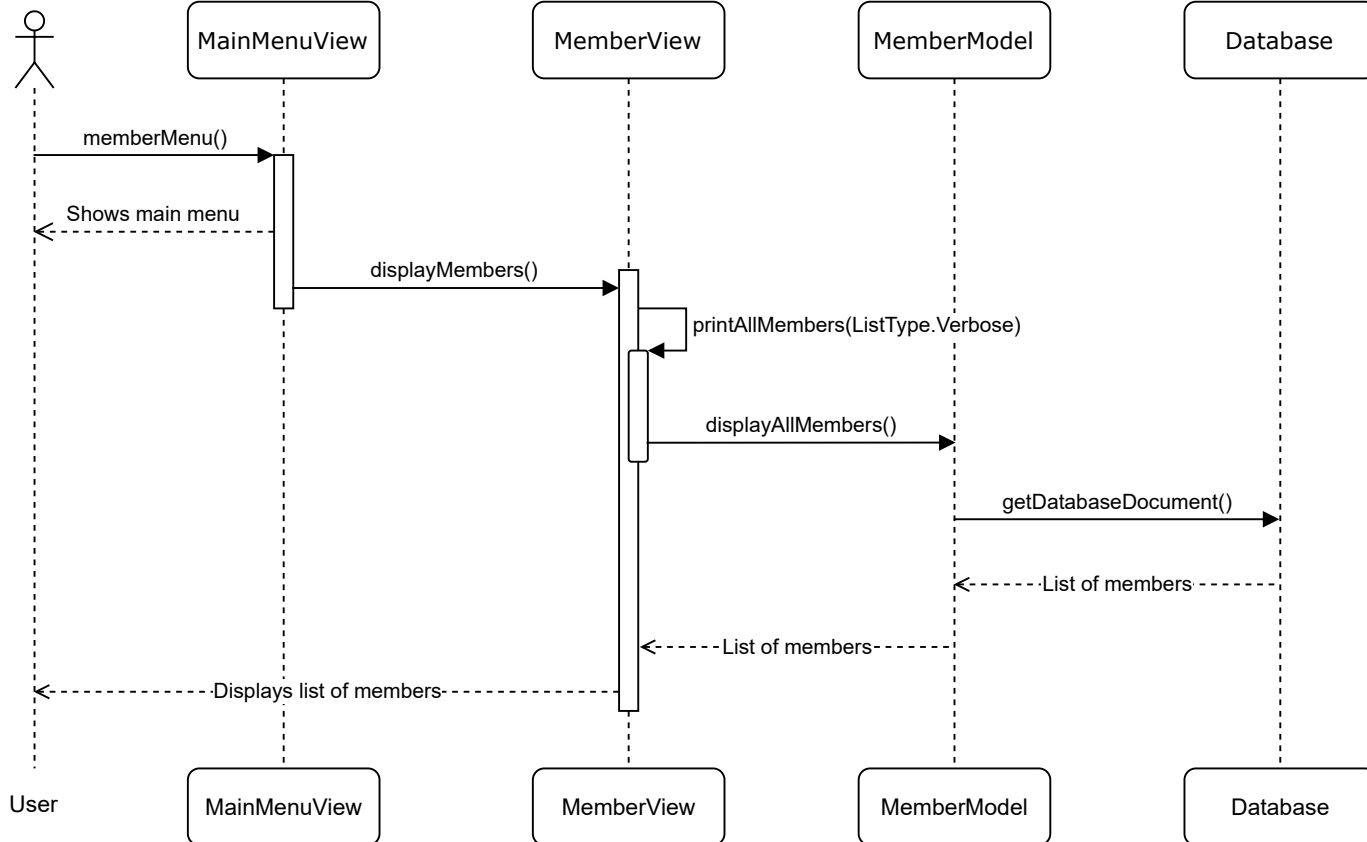 MainMenuView
MemberView
MemberModel
Database
memberMenu()
Shows main menu
displayMembers()
printAllMembers(ListType.Verbose)
displayAllMembers()
getDatabaseDocument()
List of members
List of members
Displays list of members
User
MainMenuView
MemberView
MemberModel
Database